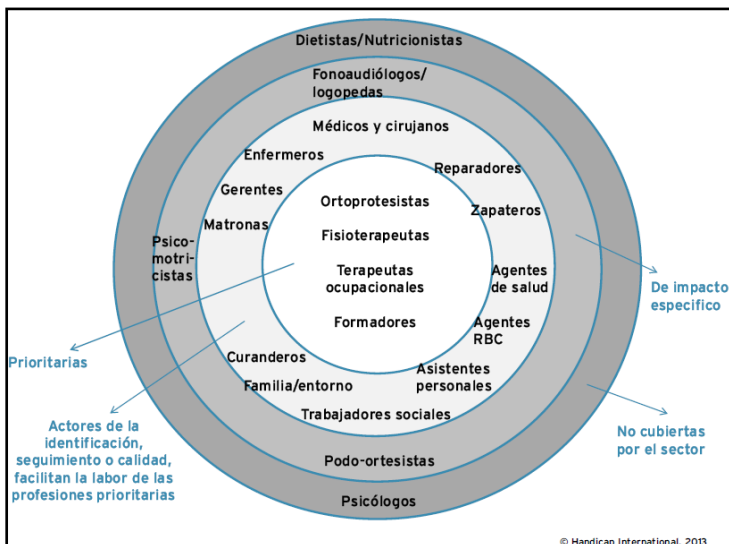 Dietistas/Nutricionistas
Fonoaudiólogos/
logopedas
Médicos y cirujanos
Enfermeros
Reparadores
Gerentes
Ortoprotesistas
Zapateros
Matronas
Fisioterapeutas
Psico-
motri-
cistas
Terapeutas
ocupacionales
Agentes
de salud
De impacto
especifico
Formadores
Agentes
RBC
Prioritarias
Curanderos
Asistentes
personales
Familia/entorno
Trabajadores sociales
Actores de la
identificación,
seguimiento o calidad,
facilitan la labor de las
profesiones prioritarias
No cubiertas
por el sector
Podo-ortesistas
Psicólogos
© Handicap International, 2013